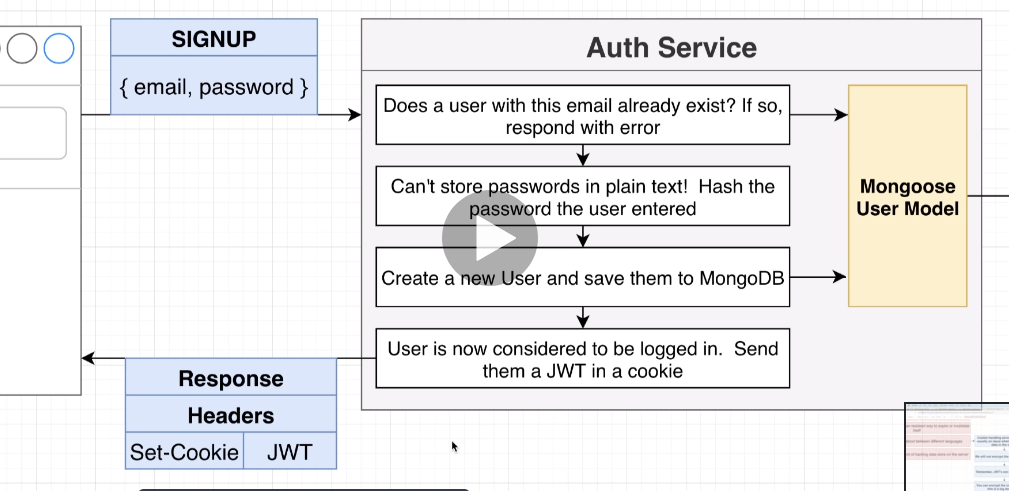 SIGNUP
{ email, password }
Auth Service
Does a user with this email already exist? If so,
respond with error
Can't store passwords in plain text! Hash the
password the user entered
Create a new User and save them to MongoDB
User is now considered to be logged in. Send
them a JWT in a cookie
Mongoose
User Model
Response
Headers
Set-Cookie
JWT